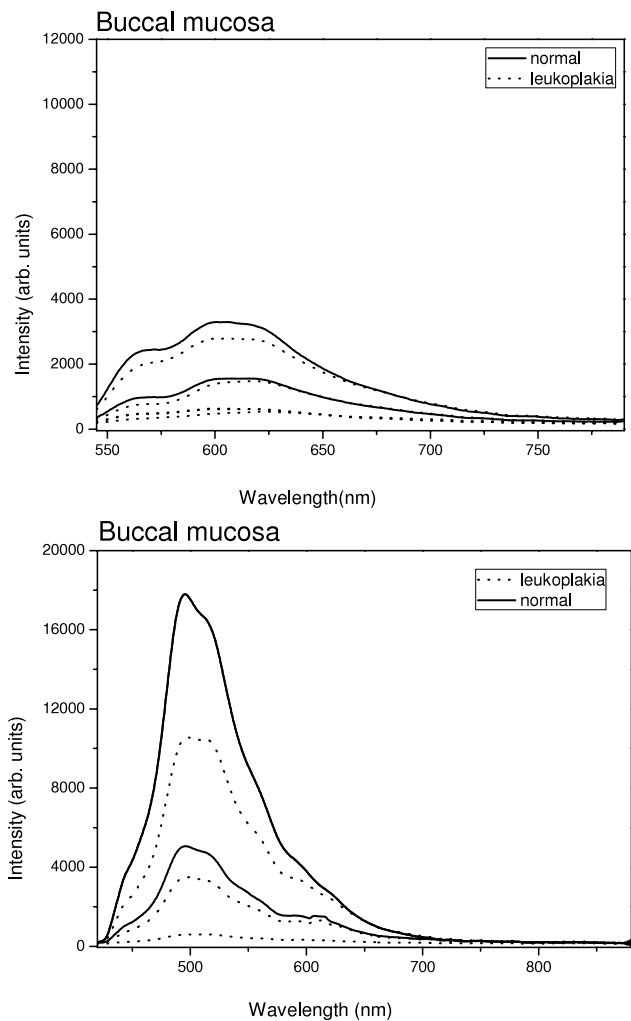 Buccal mucosa
12000
normal
leukoplakia
10000
8000
6000
4000
2000
0
Intensity (arb. units)
550
600
650
700
750
Wavelength(nm)
Buccal mucosa
20000
leukoplakia
normal
16000
12000
8000
4000
0
Intensity (arb. units)
500
600
700
800
Wavelength (nm)